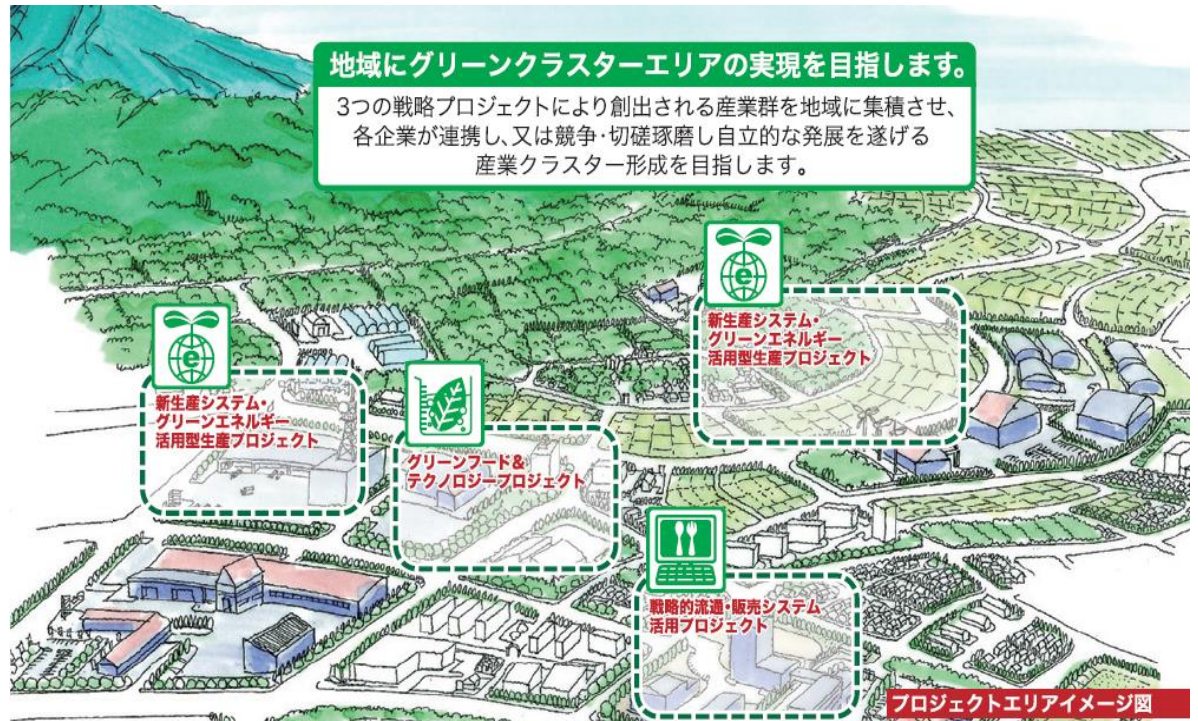 地域にグリーンクラスターエリアの実現を目指します。
3つの戦略プロジェクトにより創出される産業群を地域に集積させ、
各企業が連携し、又は競争・切磋琢磨し自立的な発展を遂げる
産業クラスター形成を目指します。
e
新生産システム・
グリーンエネルギー
活用型生産プロジェクト
e
新生産システム・
グリーンエネルギー
活用型生産プロジェクト
グリーンフード&
テクノロジープロジェクト
戦略的流通・販売システム
活用プロジェクト
プロジェクトエリアイメージ図